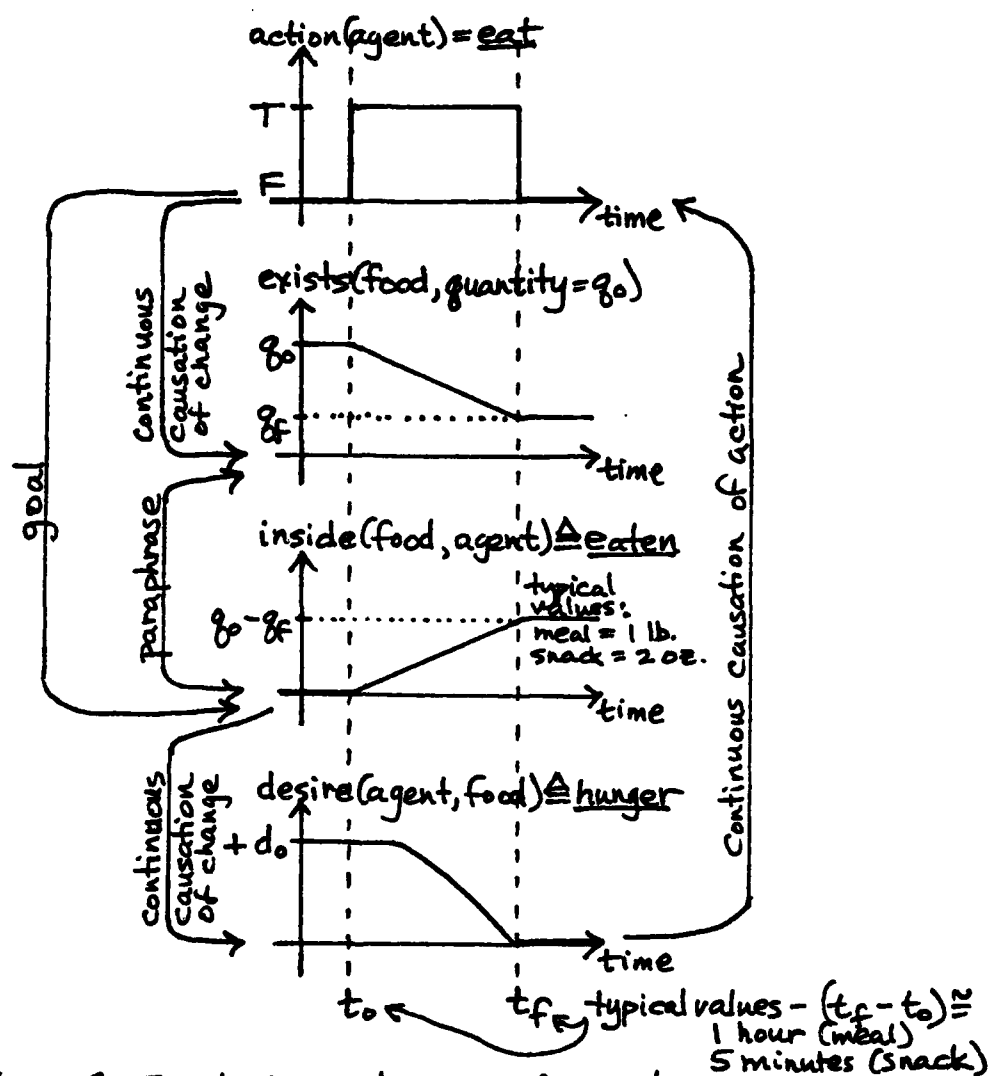 action(agent) = eat
T
F
time
exists(food, quantity = q₀)
q₀
qf
time
continuous
causation
of change
goal
paraphrase
inside(food, agent) ≜ eaten
q₀ - qf
typical
values:
meal = 1 lb.
snack = 2 oz.
time
continuous
causation
of change
desire(agent, food) ≜ hunger
+ d₀
time
continuous causation of action
t₀
tf
typical values - (tf - t₀) ≅
1 hour (meal)
5 minutes (snack)